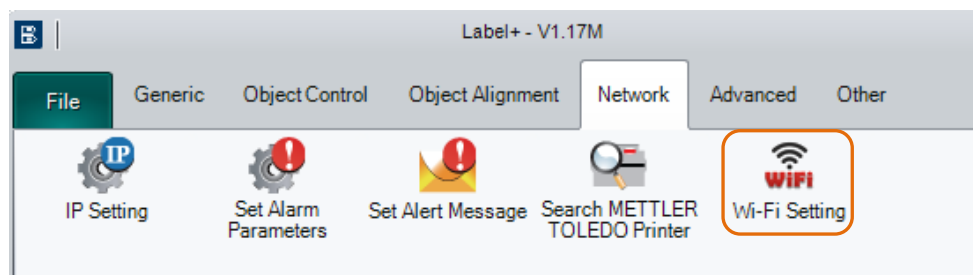 Label+ - V1.17M
File Generic Object Control Object Alignment Network Advanced Other
IP WiFi
IP Setting Set Alarm Parameters Set Alert Message Search METTLER TOLEDO Printer Wi-Fi Setting